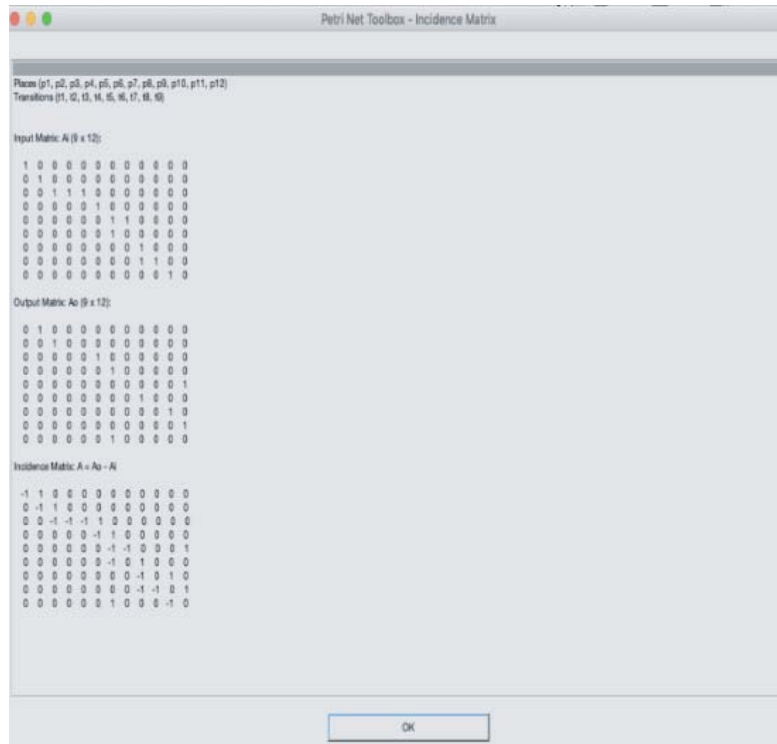 Petri Net Toolbox - Incidence Matrix
Places (p1, p2, p3, p4, p5, p6, p7, p8, p9, p10, p11, p12)
Transitions (t1, t2, t3, t4, t5, t6, t7, t8, t9)
Input Matrix: Ai (9 x 12):
1 0 0 0 0 0 0 0 0 0 0 0
0 1 0 0 0 0 0 0 0 0 0 0
0 0 1 1 1 0 0 0 0 0 0 0
0 0 0 0 0 1 0 0 0 0 0 0
0 0 0 0 0 0 1 1 0 0 0 0
0 0 0 0 0 0 1 0 0 0 0 0
0 0 0 0 0 0 0 0 1 0 0 0
0 0 0 0 0 0 0 0 1 1 0 0
0 0 0 0 0 0 0 0 0 0 1 0
Output Matrix: Ao (9 x 12):
0 1 0 0 0 0 0 0 0 0 0 0
0 0 1 0 0 0 0 0 0 0 0 0
0 0 0 0 0 1 0 0 0 0 0 0
0 0 0 0 0 0 1 0 0 0 0 0
0 0 0 0 0 0 0 0 0 0 0 1
0 0 0 0 0 0 0 0 1 0 0 0
0 0 0 0 0 0 0 0 0 0 1 0
0 0 0 0 0 0 0 0 0 0 0 1
0 0 0 0 0 0 1 0 0 0 0 0
Incidence Matrix: A = Ao - Ai
-1 1 0 0 0 0 0 0 0 0 0 0
0 -1 1 0 0 0 0 0 0 0 0 0
0 0 -1 -1 -1 1 0 0 0 0 0 0
0 0 0 0 0 -1 1 0 0 0 0 0
0 0 0 0 0 0 -1 -1 0 0 0 1
0 0 0 0 0 0 -1 0 1 0 0 0
0 0 0 0 0 0 0 0 -1 0 1 0
0 0 0 0 0 0 0 0 -1 -1 0 1
0 0 0 0 0 0 1 0 0 0 -1 0
OK